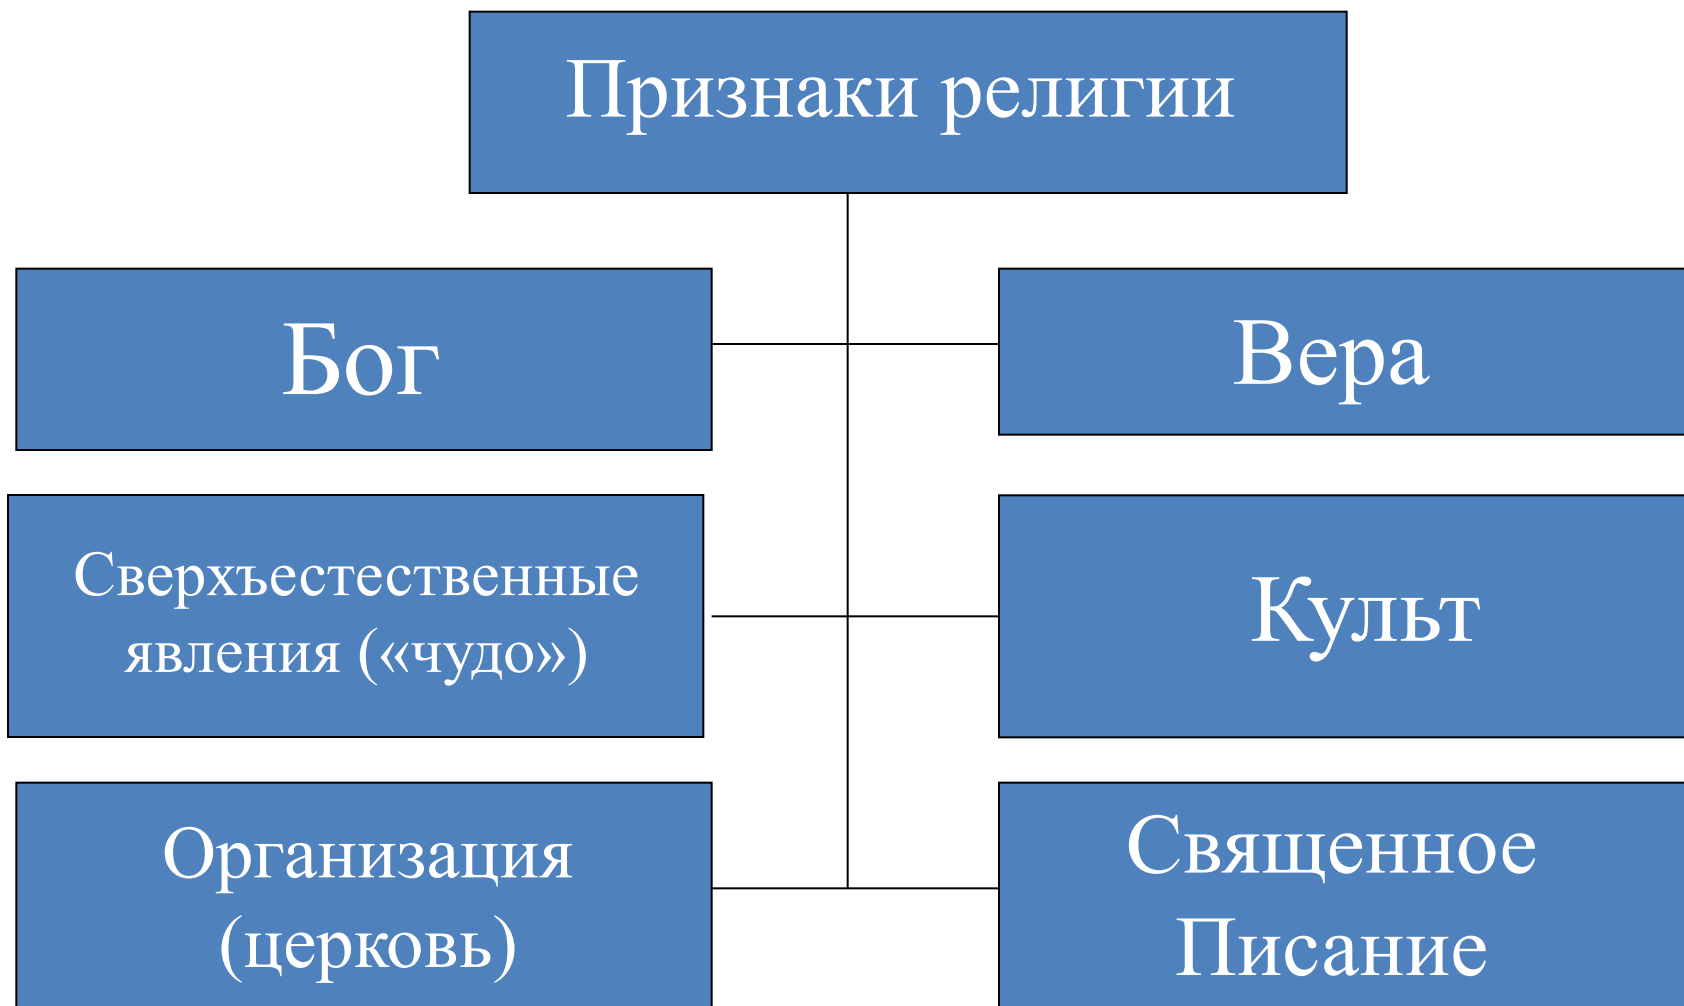 Признаки религии
Бог
Вера
Сверхъестественные
явления («чудо»)
Культ
Организация
(церковь)
Священное
Писание